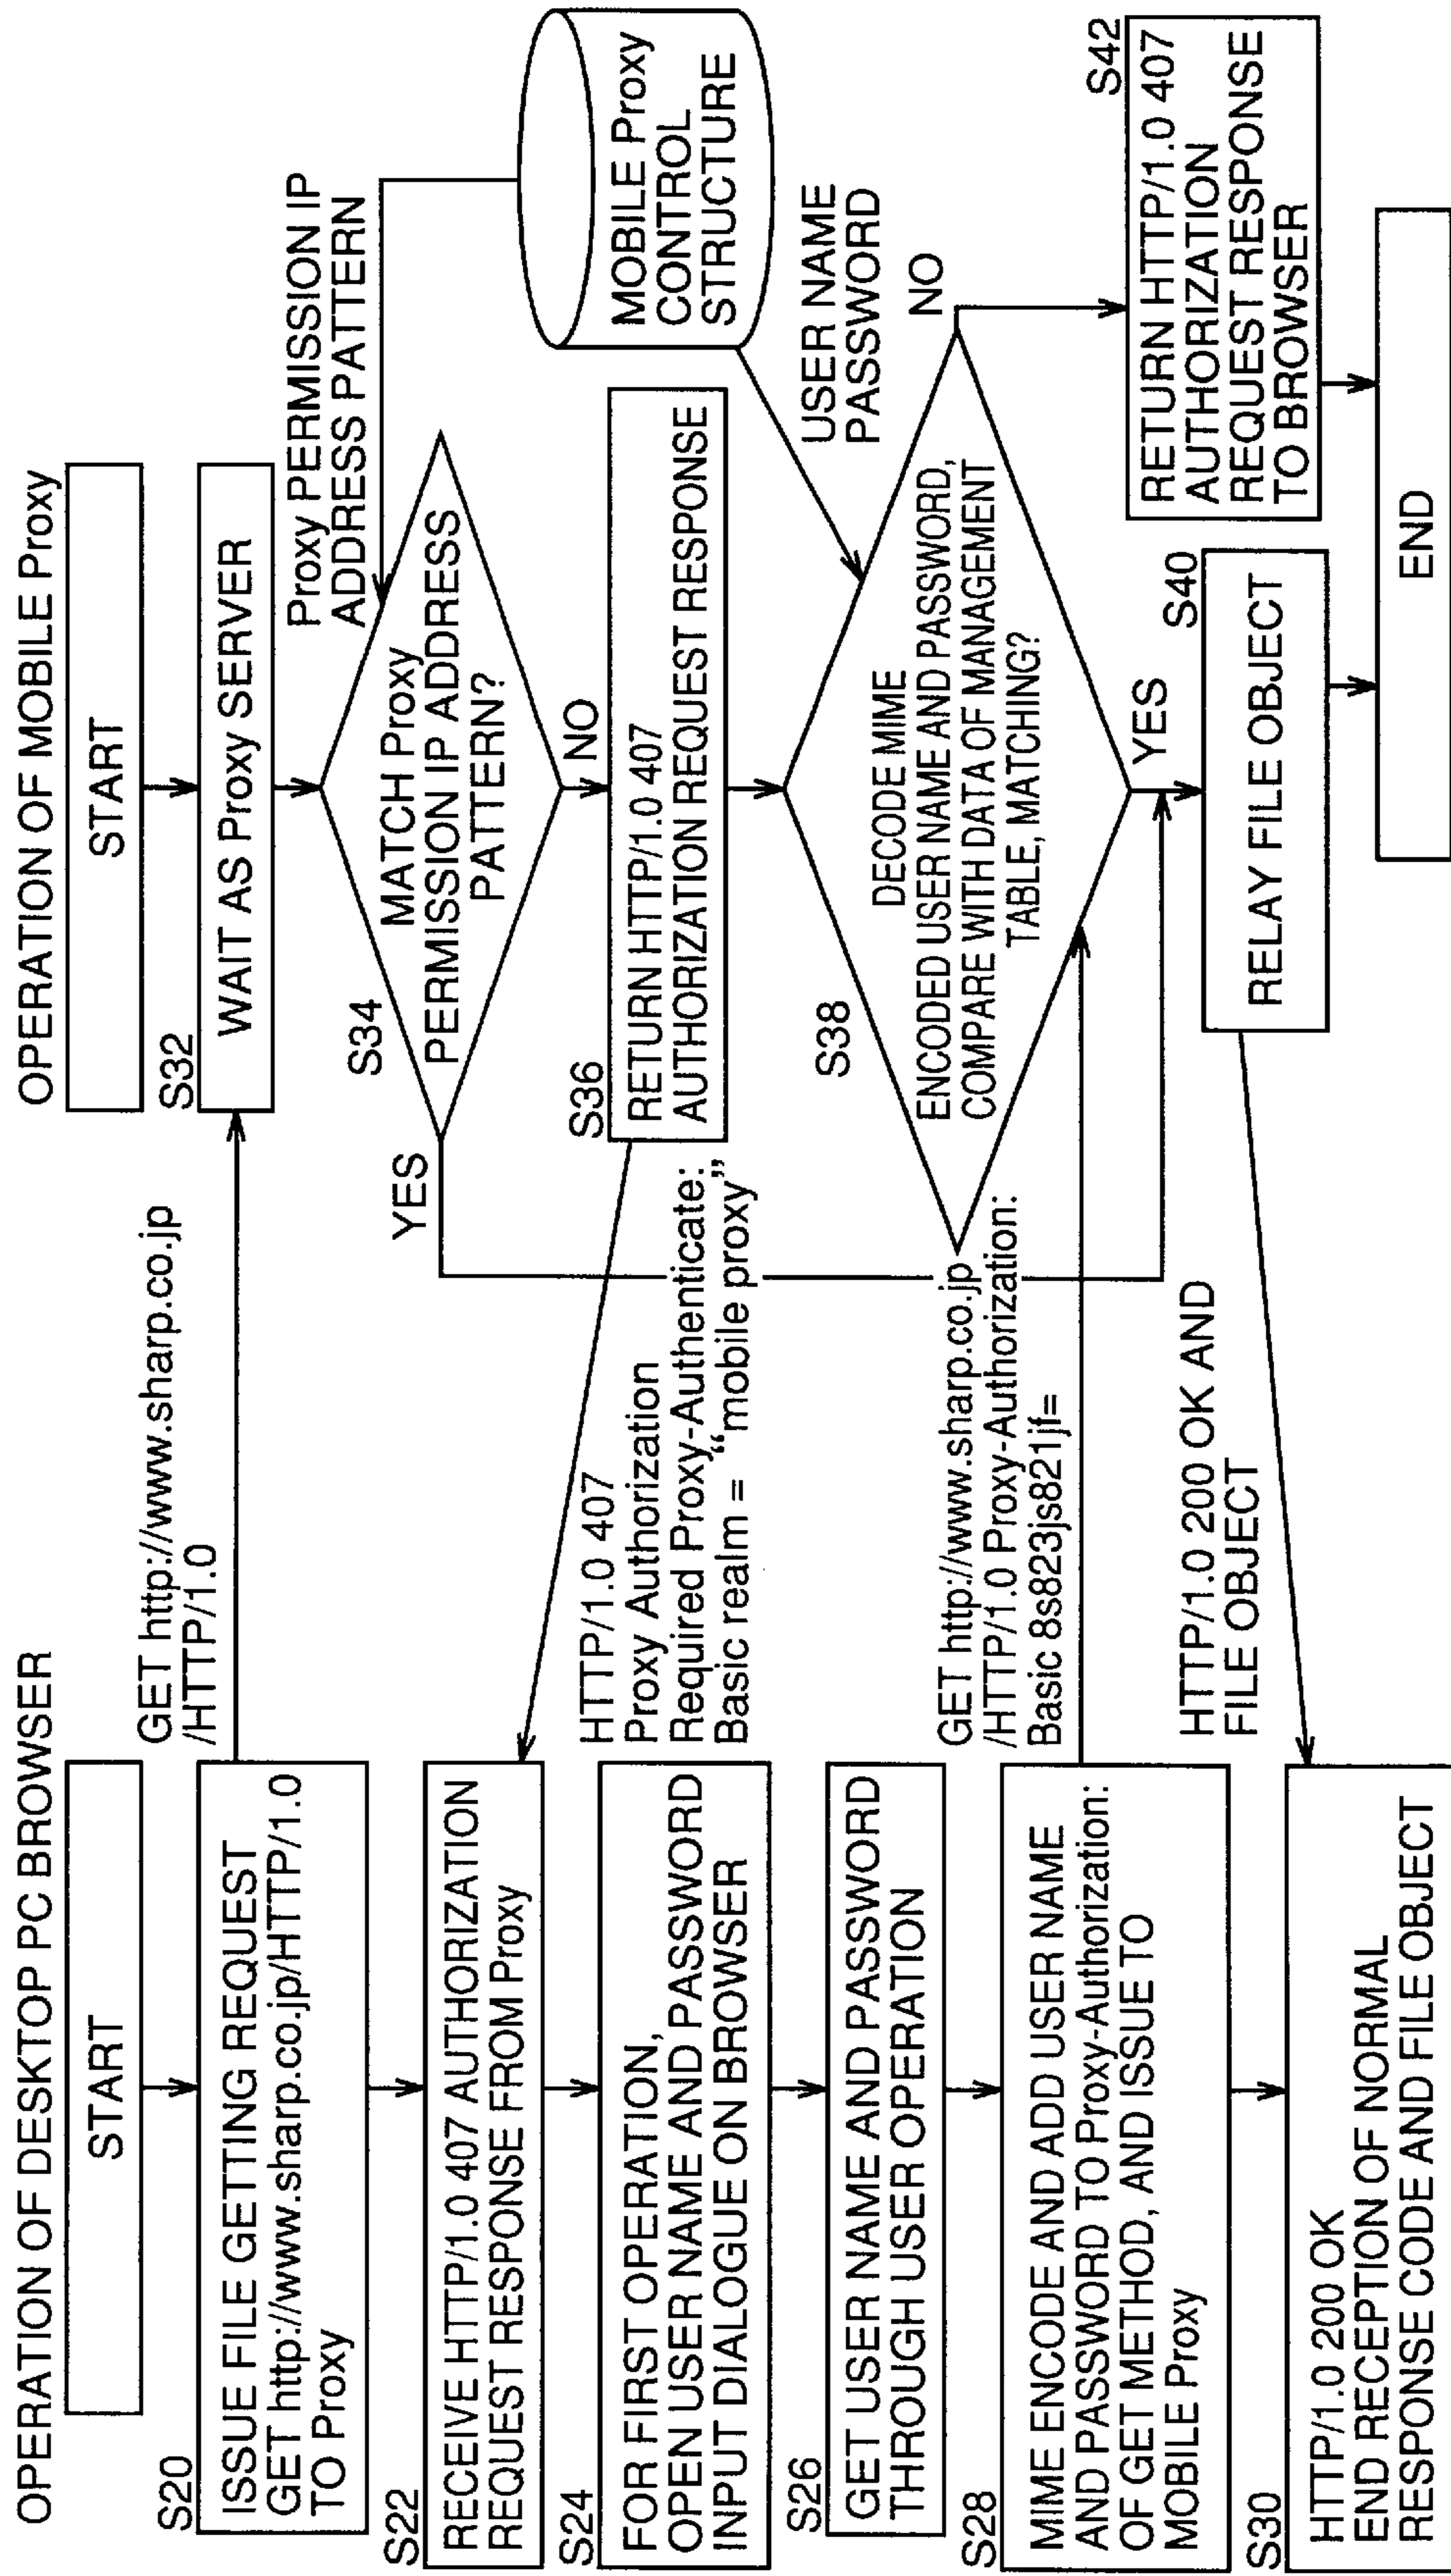 OPERATION OF DESKTOP PC BROWSER
START
S20
ISSUE FILE GETTING REQUEST
GET http://www.sharp.co.jp/HTTP/1.0
TO Proxy
S22
RECEIVE HTTP/1.0 407 AUTHORIZATION
REQUEST RESPONSE FROM Proxy
S24
FOR FIRST OPERATION,
OPEN USER NAME AND PASSWORD
INPUT DIALOGUE ON BROWSER
S26
GET USER NAME AND PASSWORD
THROUGH USER OPERATION
S28
MIME ENCODE AND ADD USER NAME
AND PASSWORD TO Proxy-Authorization:
OF GET METHOD, AND ISSUE TO
MOBILE Proxy
S30
HTTP/1.0 200 OK
END RECEPTION OF NORMAL
RESPONSE CODE AND FILE OBJECT
GET http://www.sharp.co.jp
/HTTP/1.0
HTTP/1.0 407
Proxy Authorization
Required Proxy-Authenticate:
Basic realm = “mobile proxy”
GET http://www.sharp.co.jp
/HTTP/1.0 Proxy-Authorization:
Basic 8s823js821jf=
HTTP/1.0 200 OK AND
FILE OBJECT
OPERATION OF MOBILE Proxy
START
S32
WAIT AS Proxy SERVER
Proxy PERMISSION IP
ADDRESS PATTERN
S34
MATCH Proxy
PERMISSION IP ADDRESS
PATTERN?
YES
NO
MOBILE Proxy
CONTROL
STRUCTURE
S36
RETURN HTTP/1.0 407
AUTHORIZATION REQUEST RESPONSE
USER NAME
PASSWORD
S38
DECODE MIME
ENCODED USER NAME AND PASSWORD,
COMPARE WITH DATA OF MANAGEMENT
TABLE, MATCHING?
NO
YES
S40
RELAY FILE OBJECT
S42
RETURN HTTP/1.0 407
AUTHORIZATION
REQUEST RESPONSE
TO BROWSER
END